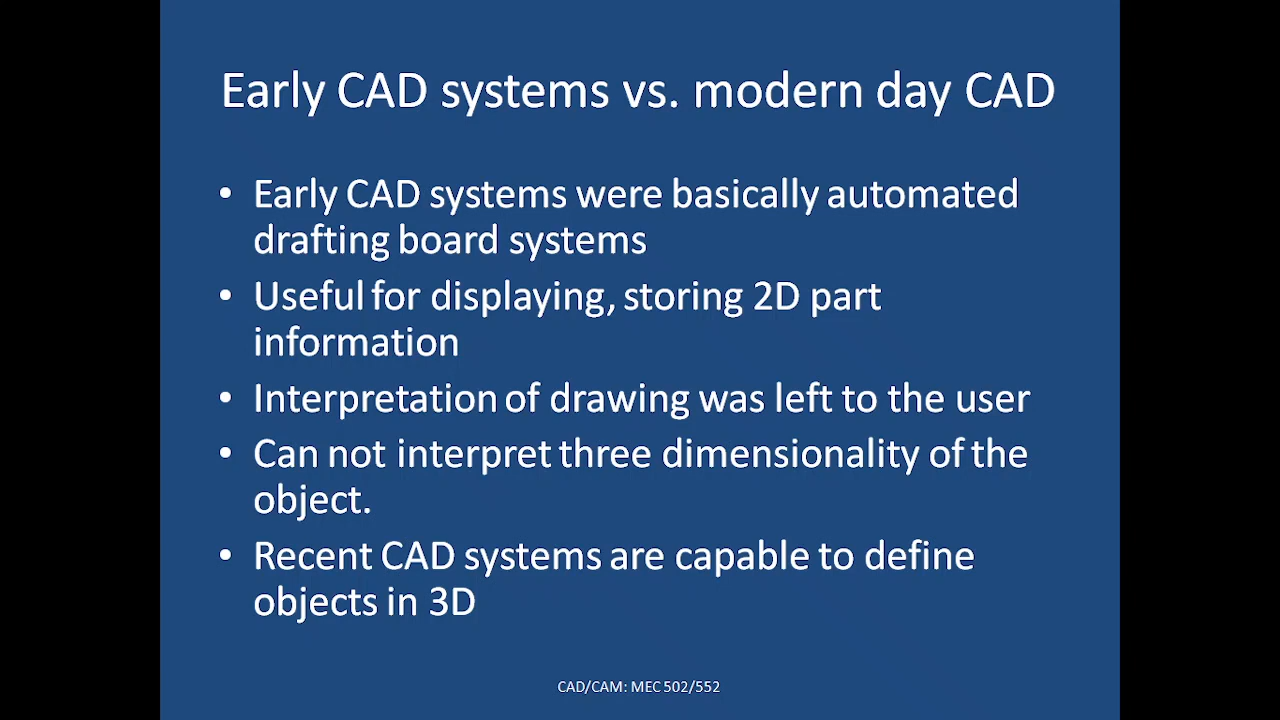 Early CAD systems vs. modern day CAD
• Early CAD systems were basically automated
drafting board systems
• Useful for displaying, storing 2D part
information
• Interpretation of drawing was left to the user
• Can not interpret three dimensionality of the
object.
• Recent CAD systems are capable to define
objects in 3D
CAD/CAM: MEC 502/552